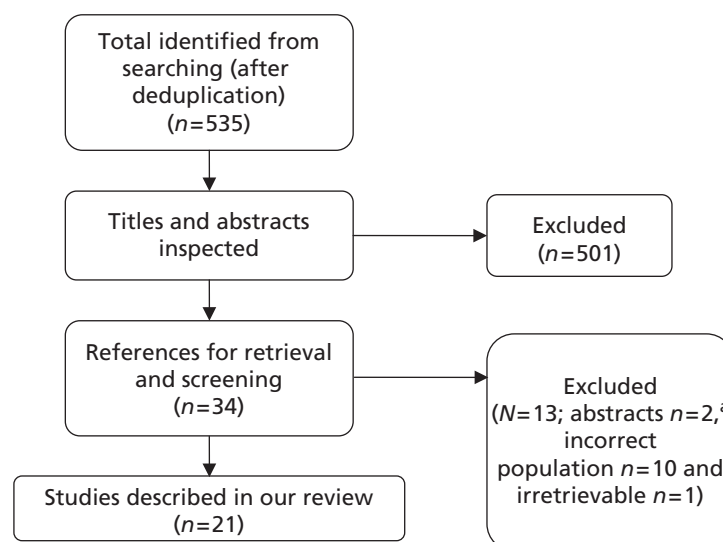 Total identified from
searching (after
deduplication)
(n=535)
Titles and abstracts
inspected
Excluded
(n=501)
References for retrieval
and screening
(n=34)
Excluded
(N=13; abstracts n=2,a
incorrect
population n=10 and
irretrievable n=1)
Studies described in our review
(n=21)